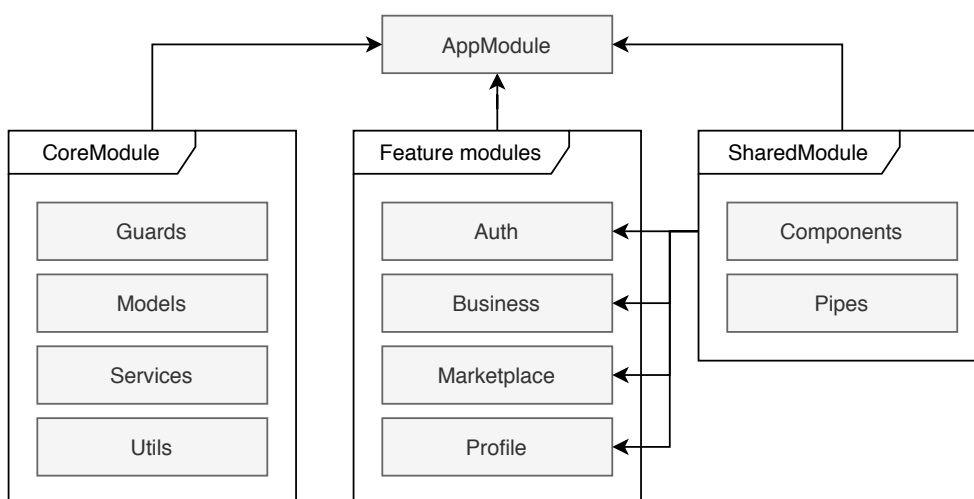 AppModule
CoreModule
Guards
Models
Services
Utils
Feature modules
Auth
Business
Marketplace
Profile
SharedModule
Components
Pipes